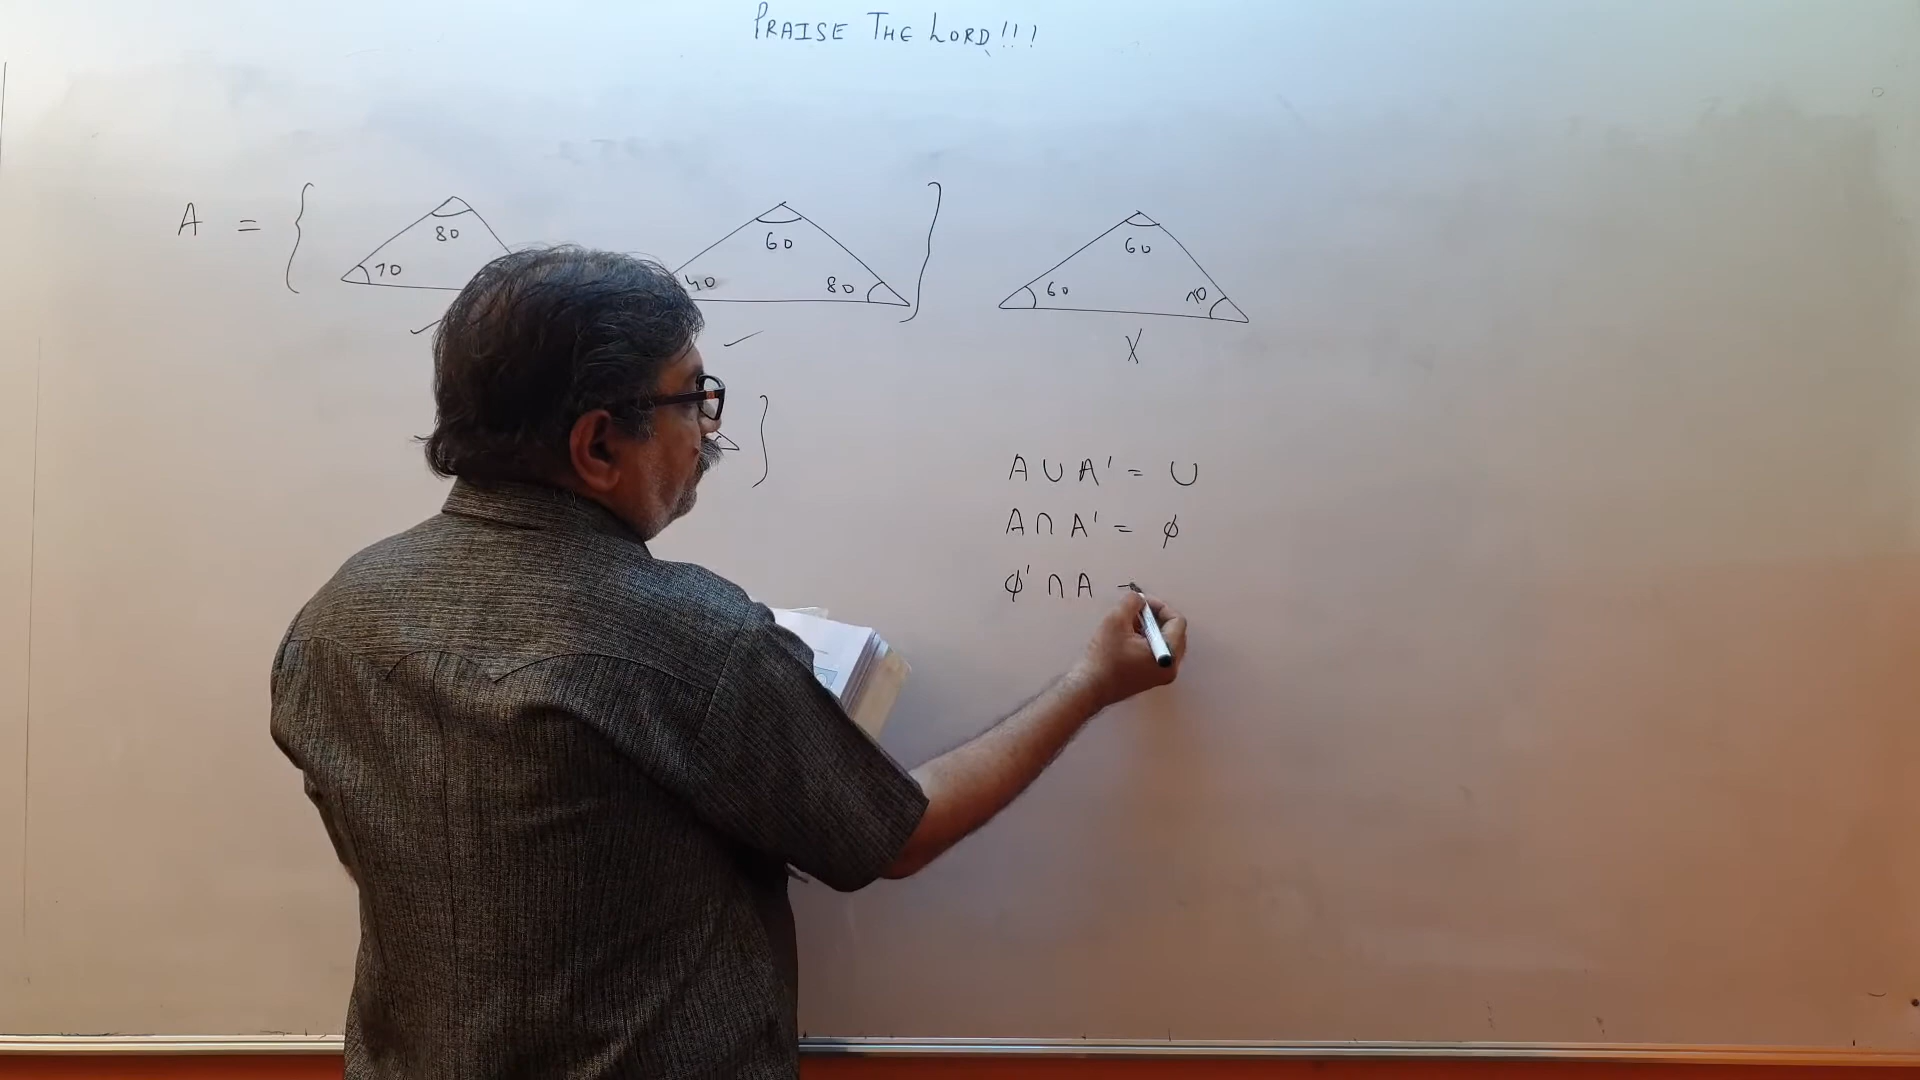 PRAISE THE LORD!!!
A = { 80 70 40 60 80 } 60 60 70
X
}
A ∪ A' = ∪
A ∩ A' = φ
φ' ∩ A -